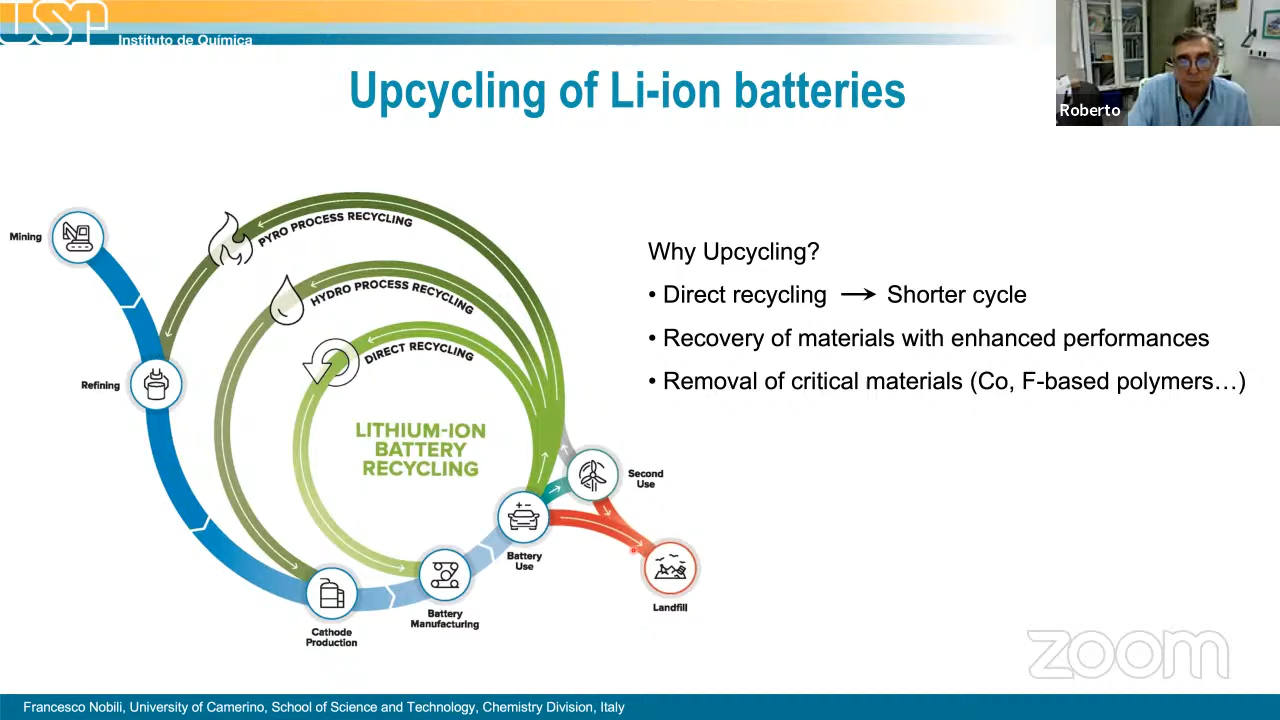 USP
Instituto de Química
Upcycling of Li-ion batteries
Roberto
Mining
PYRO PROCESS RECYCLING
HYDRO PROCESS RECYCLING
DIRECT RECYCLING
Refining
LITHIUM-ION
BATTERY
RECYCLING
Second
Use
+ -
Battery
Use
Landfill
Battery
Manufacturing
Cathode
Production
Why Upcycling?
• Direct recycling → Shorter cycle
• Recovery of materials with enhanced performances
• Removal of critical materials (Co, F-based polymers…)
zoom
Francesco Nobili, University of Camerino, School of Science and Technology, Chemistry Division, Italy